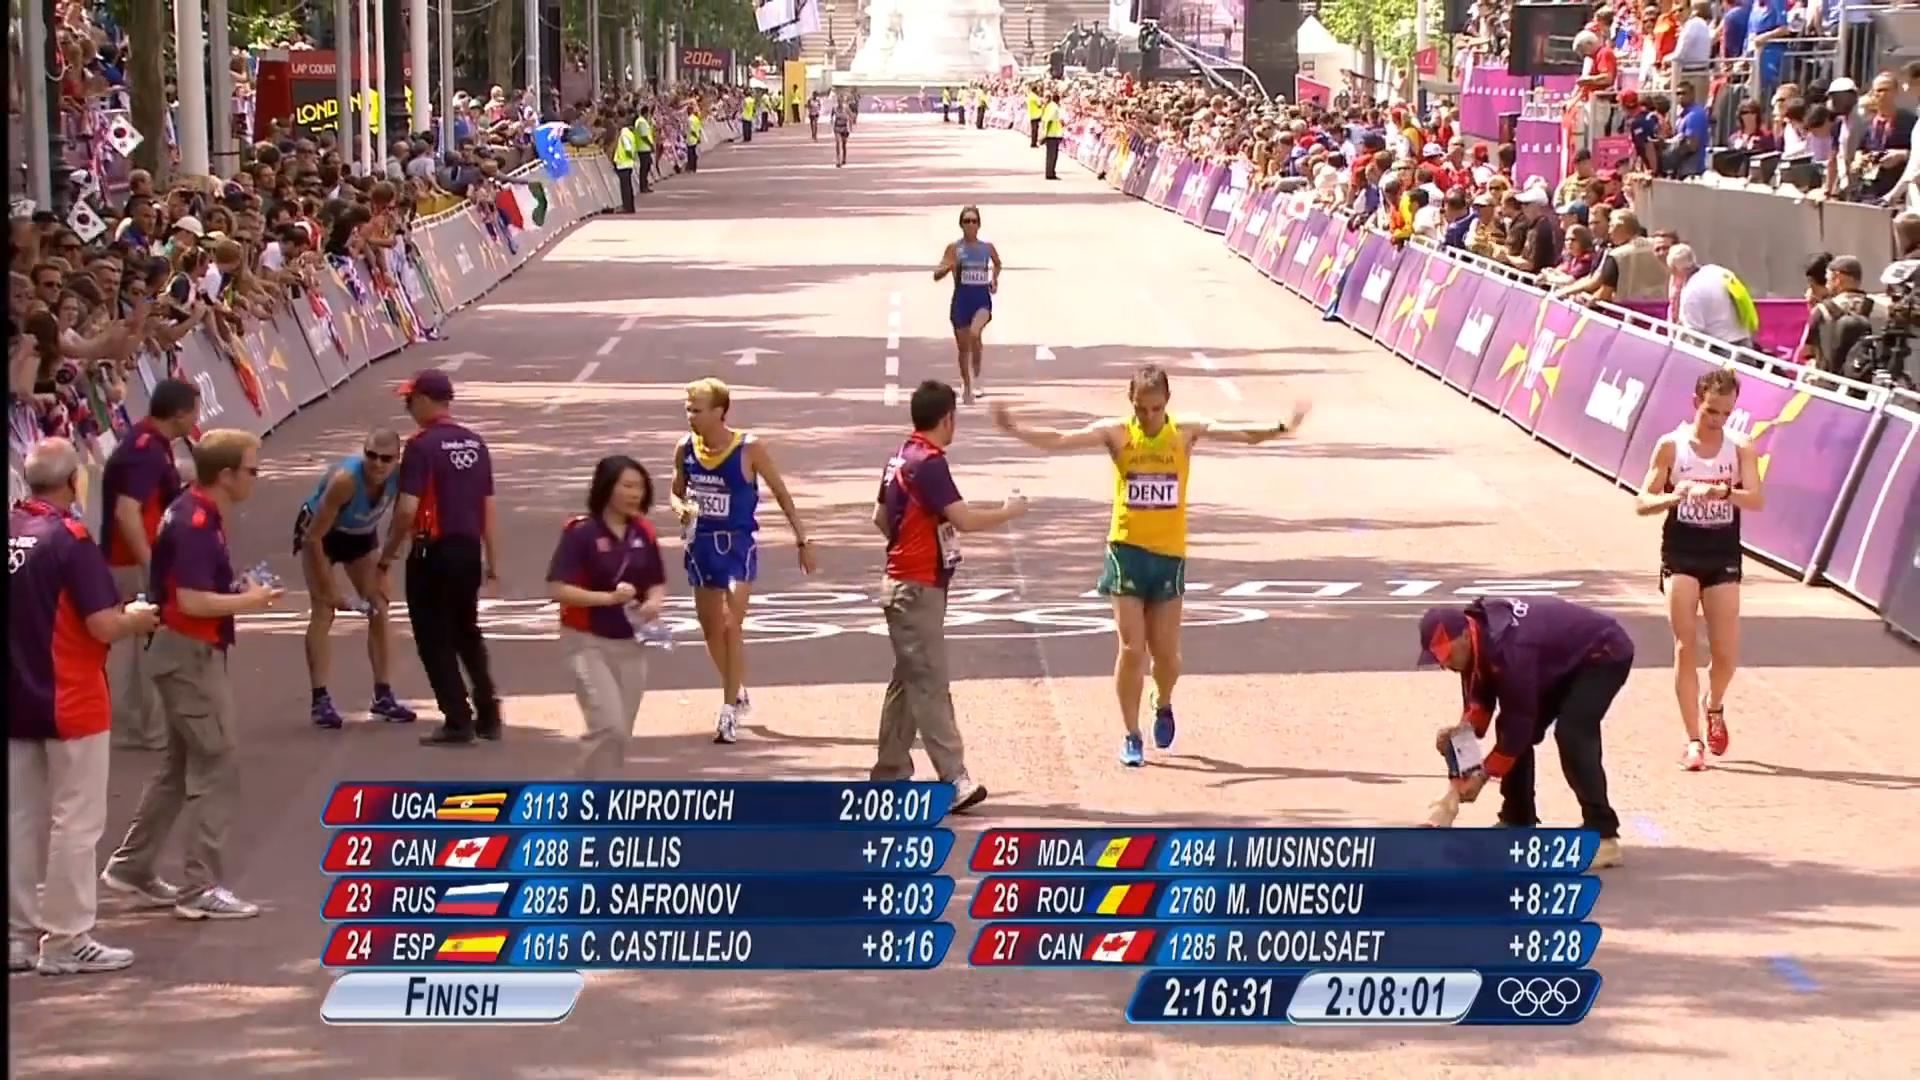 200m
LAP COUNT
LONDON
London 2012
ROMANIA
AUSTRALIA
DENT
COOLSAET
1 UGA 3113 S. KIPROTICH 2:08:01
22 CAN 1288 E. GILLIS +7:59
23 RUS 2825 D. SAFRONOV +8:03
24 ESP 1615 C. CASTILLEJO +8:16
25 MDA 2484 I. MUSINSCHI +8:24
26 ROU 2760 M. IONESCU +8:27
27 CAN 1285 R. COOLSAET +8:28
FINISH
2:16:31 2:08:01